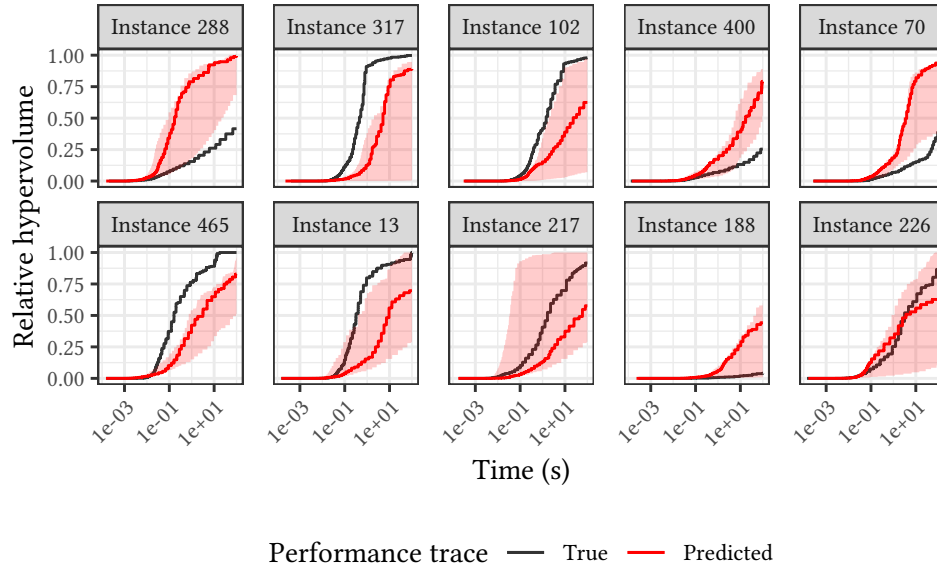 Instance 288 Instance 317 Instance 102 Instance 400 Instance 70
1.00
0.75
0.50
0.25
0.00
Instance 465 Instance 13 Instance 217 Instance 188 Instance 226
1.00
0.75
0.50
0.25
0.00
Relative hypervolume
1e-03 1e-01 1e+01 1e-03 1e-01 1e+01 1e-03 1e-01 1e+01 1e-03 1e-01 1e+01 1e-03 1e-01 1e+01
Time (s)
Performance trace True Predicted